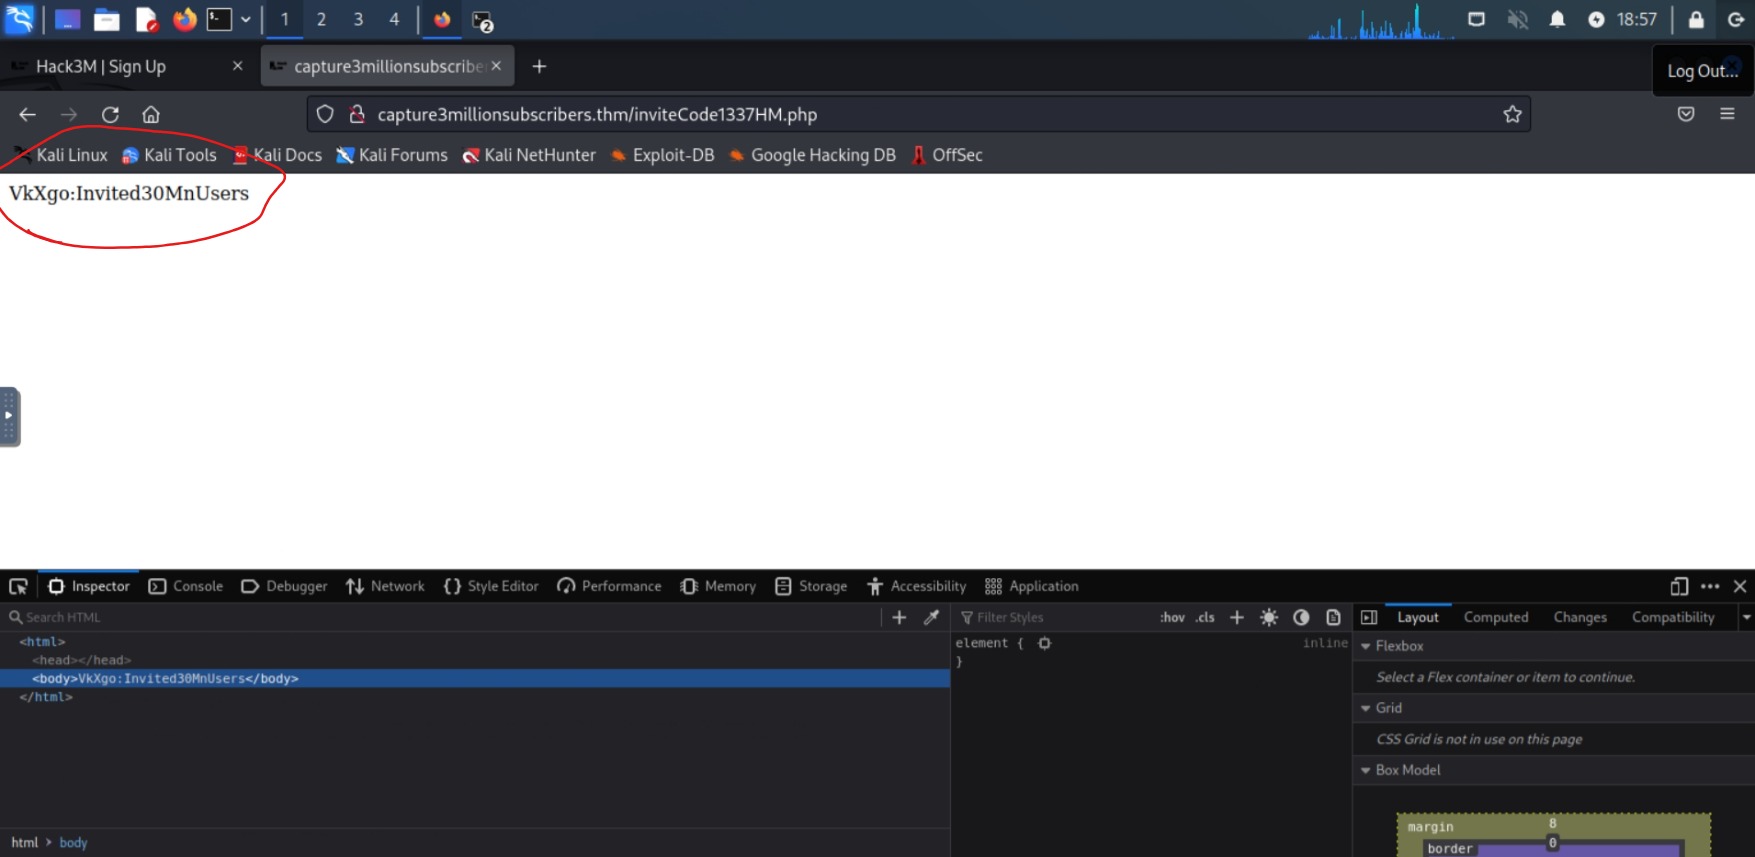 1 2 3 4 2 18:57
Hack3M | Sign Up capture3millionsubscribe Log Out...
capture3millionsubscribers.thm/inviteCode1337HM.php
Kali Linux Kali Tools Kali Docs Kali Forums Kali NetHunter Exploit-DB Google Hacking DB OffSec
VkXgo:Invited30MnUsers
Inspector Console Debugger Network Style Editor Performance Memory Storage Accessibility Application
Search HTML Filter Styles :hov .cls Layout Computed Changes Compatibility
<html>
<head></head>
<body>VkXgo:Invited30MnUsers</body>
</html>
element { inline
}
Flexbox
Select a Flex container or item to continue.
Grid
CSS Grid is not in use on this page
Box Model
margin 8
border 0
html > body